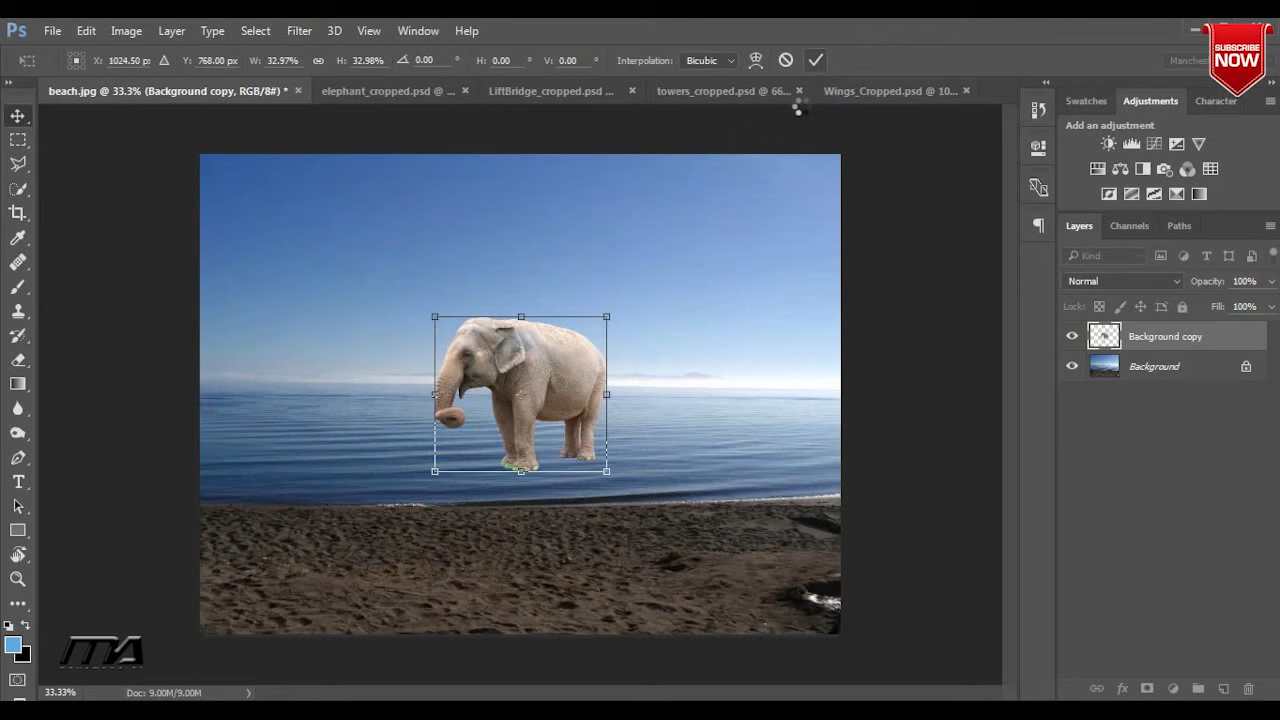 Ps File Edit Image Layer Type Select Filter 3D View Window Help
SUBSCRIBE
NOW
X: 1024.50 px Y: 768.00 px W: 32.97% H: 32.98% 0.00 ° H: 0.00 ° V: 0.00 ° Interpolation: Bicubic
beach.jpg @ 33.3% (Background copy, RGB/8#) * × elephant_cropped.psd @ ... × LiftBridge_cropped.psd ... × towers_cropped.psd @ 66... × Wings_Cropped.psd @ 10... ×
Swatches Adjustments Character
Add an adjustment
Layers Channels Paths
Kind
Normal Opacity: 100%
Lock: Fill: 100%
Background copy
Background
MA
33.33% Doc: 9.00M/9.00M